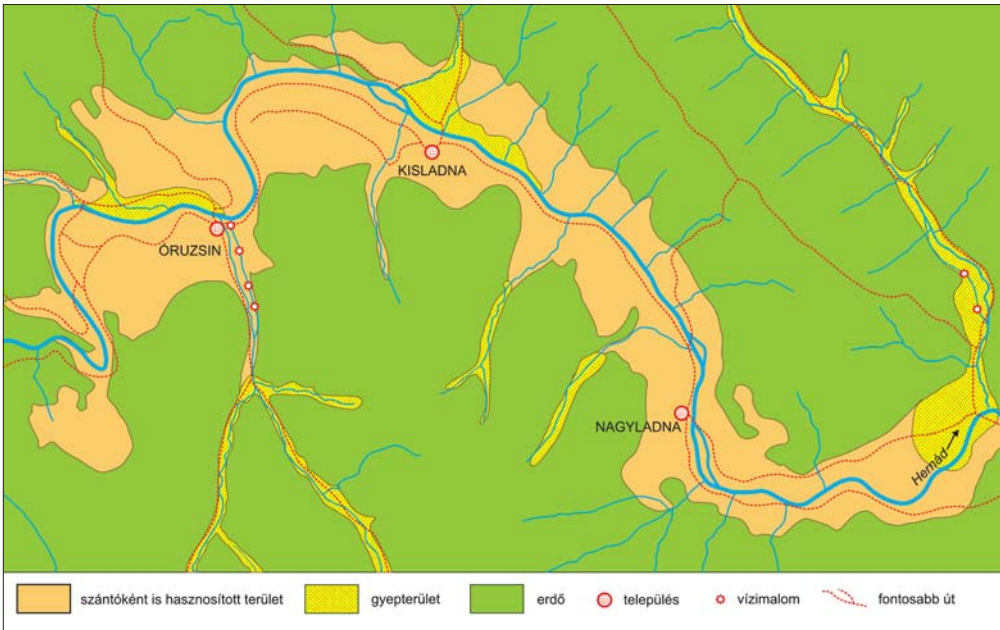 KISLADNA
ÓRUZSIN
NAGYLADNA
Hernád
szántóként is hasznosított terület
gyepterület
erdő
település
vízimalom
fontosabb út